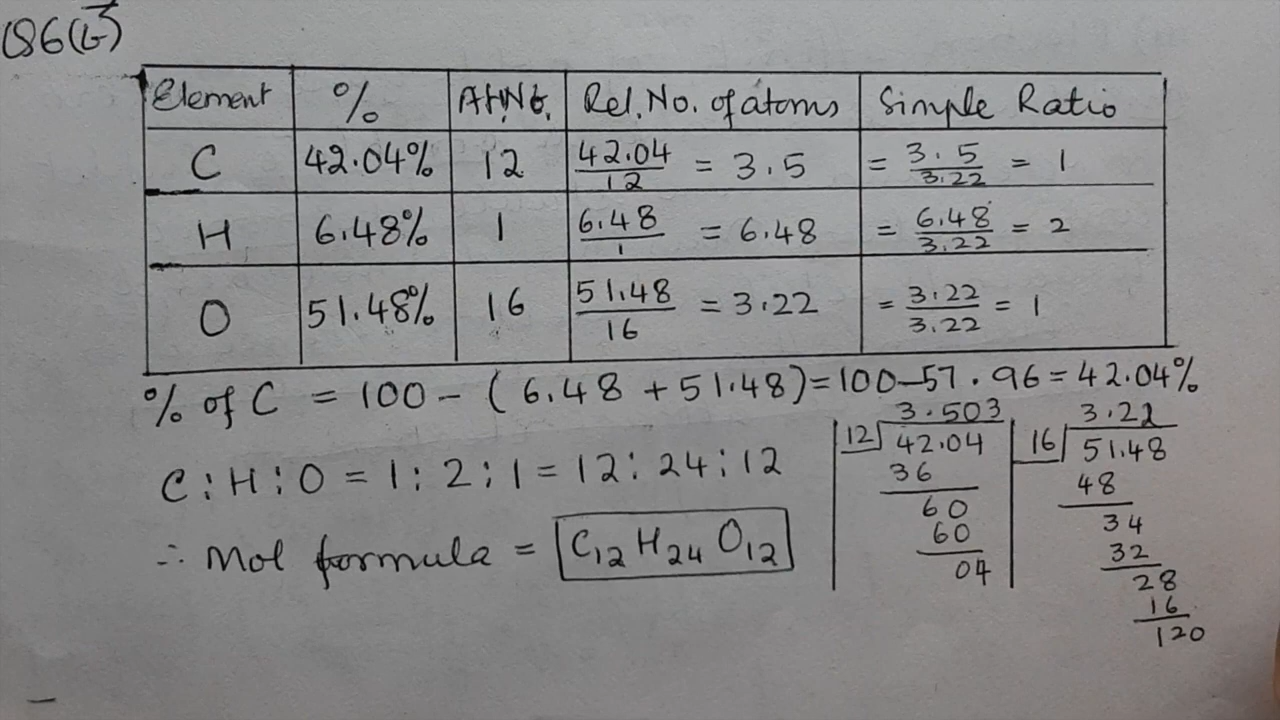 Q6(b)
Element % At.Wt. Rel. No. of atoms Simple Ratio
C 42.04% 12 42.04/12 = 3.5 = 3.5/3.22 = 1
H 6.48% 1 6.48/1 = 6.48 = 6.48/3.22 = 2
O 51.48% 16 51.48/16 = 3.22 = 3.22/3.22 = 1
% of C = 100 - (6.48 + 51.48) = 100-57.96 = 42.04%
C : H : O = 1 : 2 : 1 = 12 : 24 : 12
∴ Mol formula = C12 H24 O12
3.503
12 42.04
36
60
60
04
3.22
16 51.48
48
34
32
28
16
120